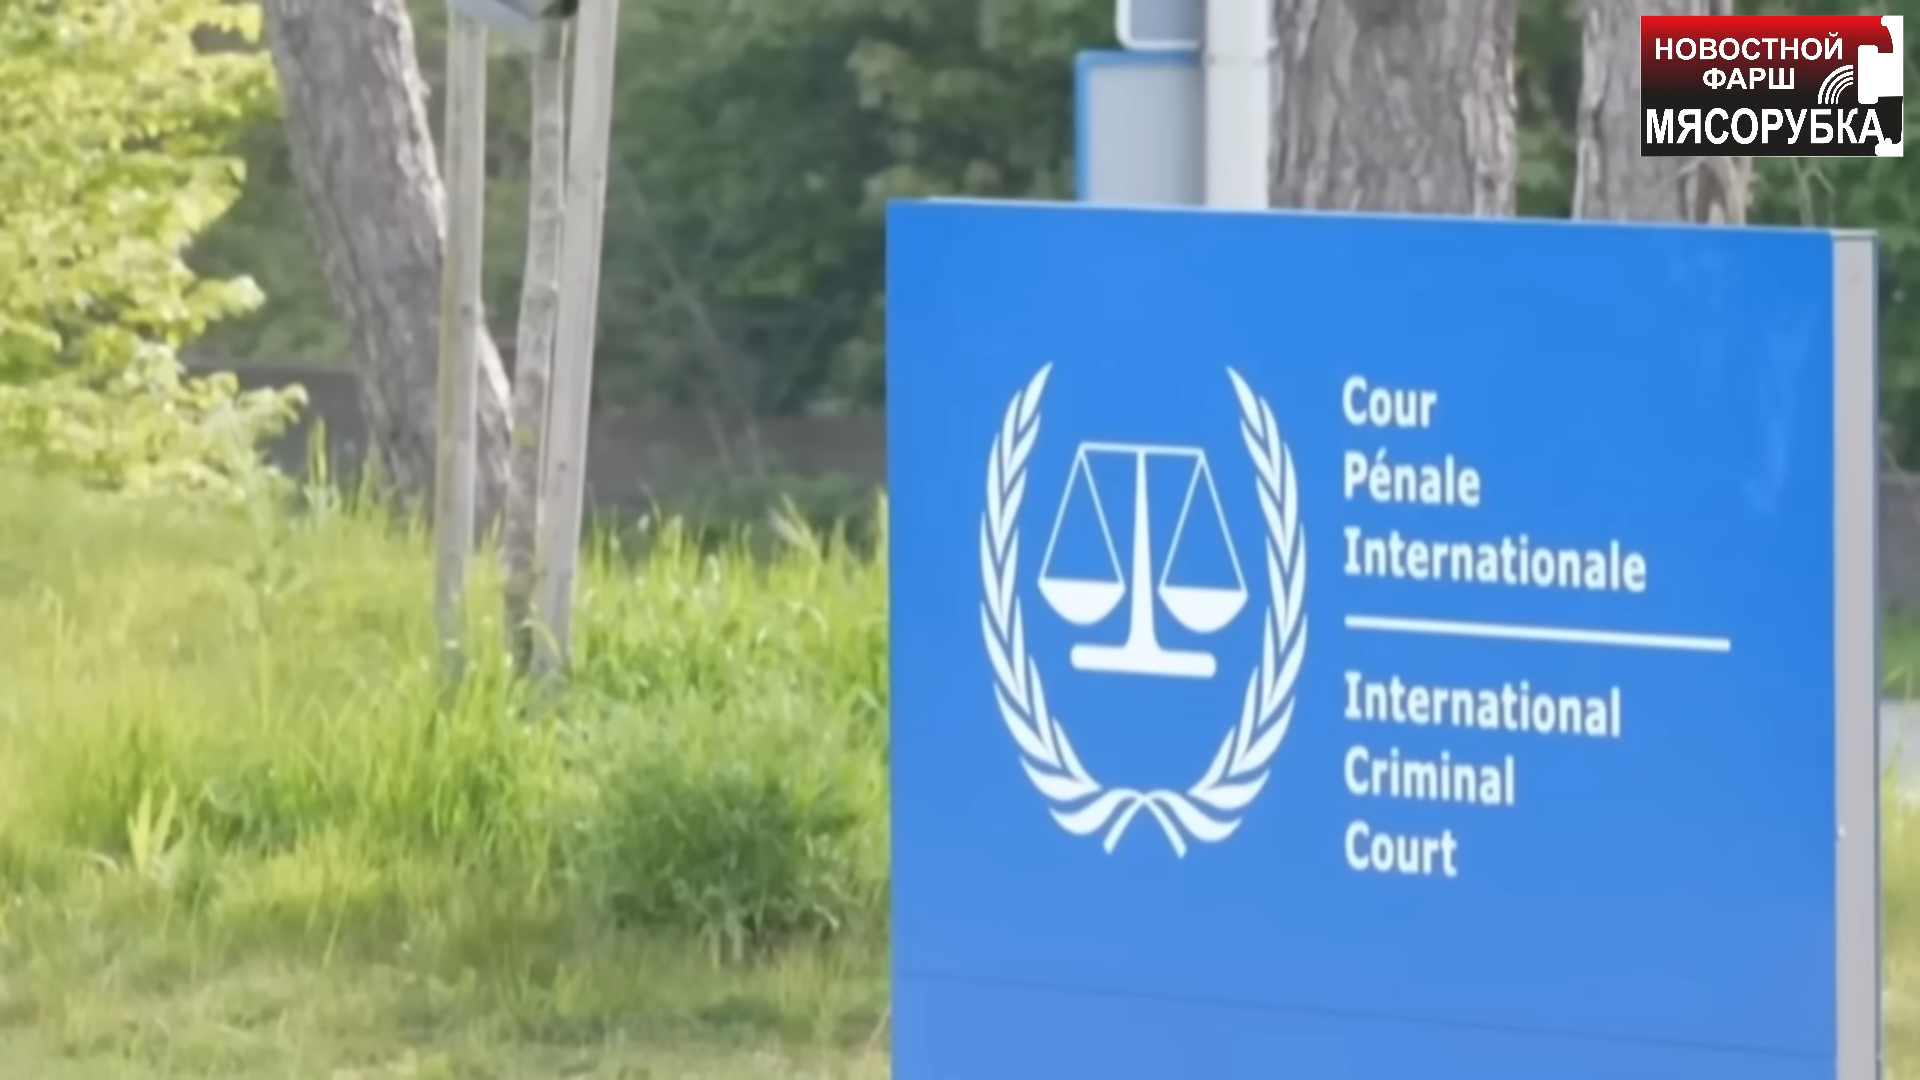 НОВОСТНОЙ
ФАРШ
МЯСОРУБКА
Cour
Pénale
Internationale
International
Criminal
Court